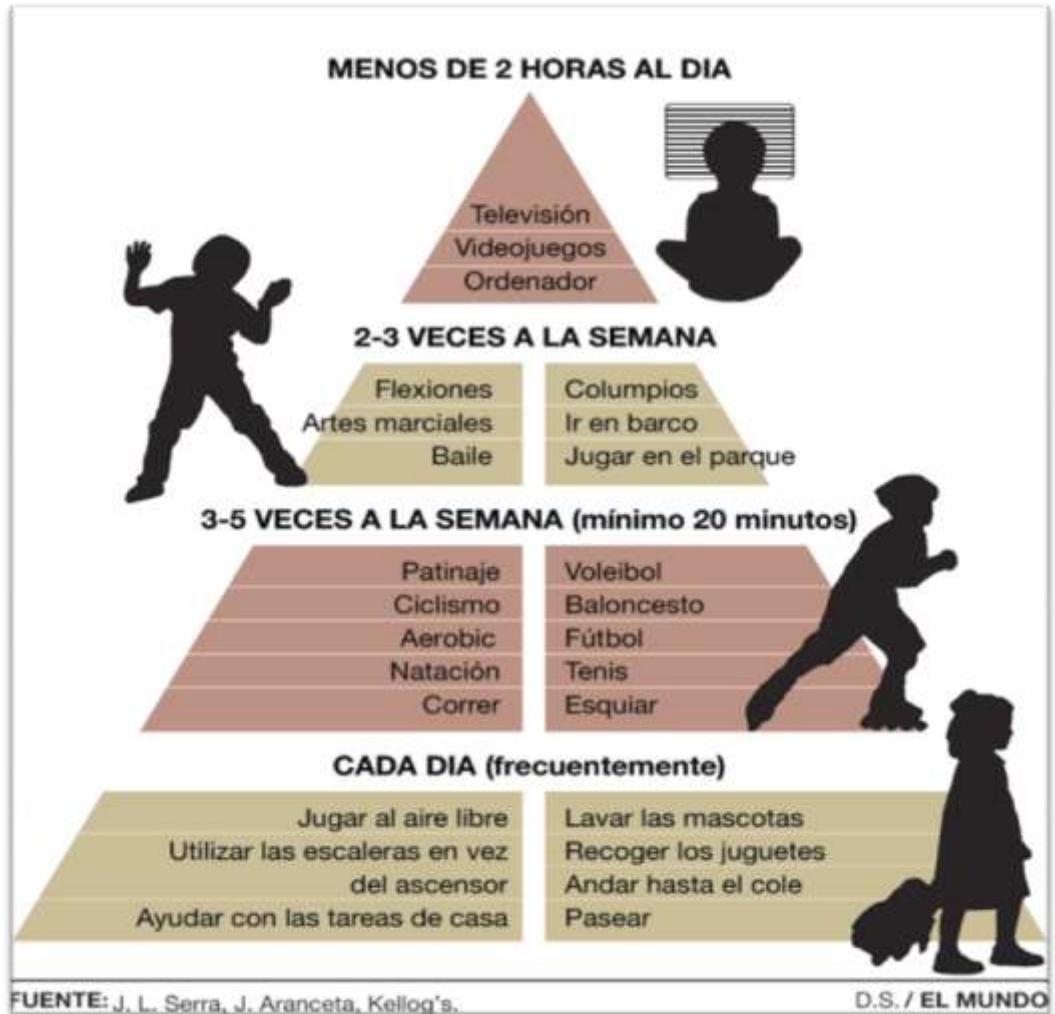 MENOS DE 2 HORAS AL DIA
Televisión
Videojuegos
Ordenador
2-3 VECES A LA SEMANA
Flexiones
Artes marciales
Baile
Columpios
Ir en barco
Jugar en el parque
3-5 VECES A LA SEMANA (mínimo 20 minutos)
Patinaje
Ciclismo
Aerobic
Natación
Correr
Voleibol
Baloncesto
Fútbol
Tenis
Esquiar
CADA DIA (frecuentemente)
Jugar al aire libre
Utilizar las escaleras en vez
del ascensor
Ayudar con las tareas de casa
Lavar las mascotas
Recoger los juguetes
Andar hasta el cole
Pasear
FUENTE: J. L. Serra, J. Aranceta, Kellog's.
D.S. / EL MUNDO